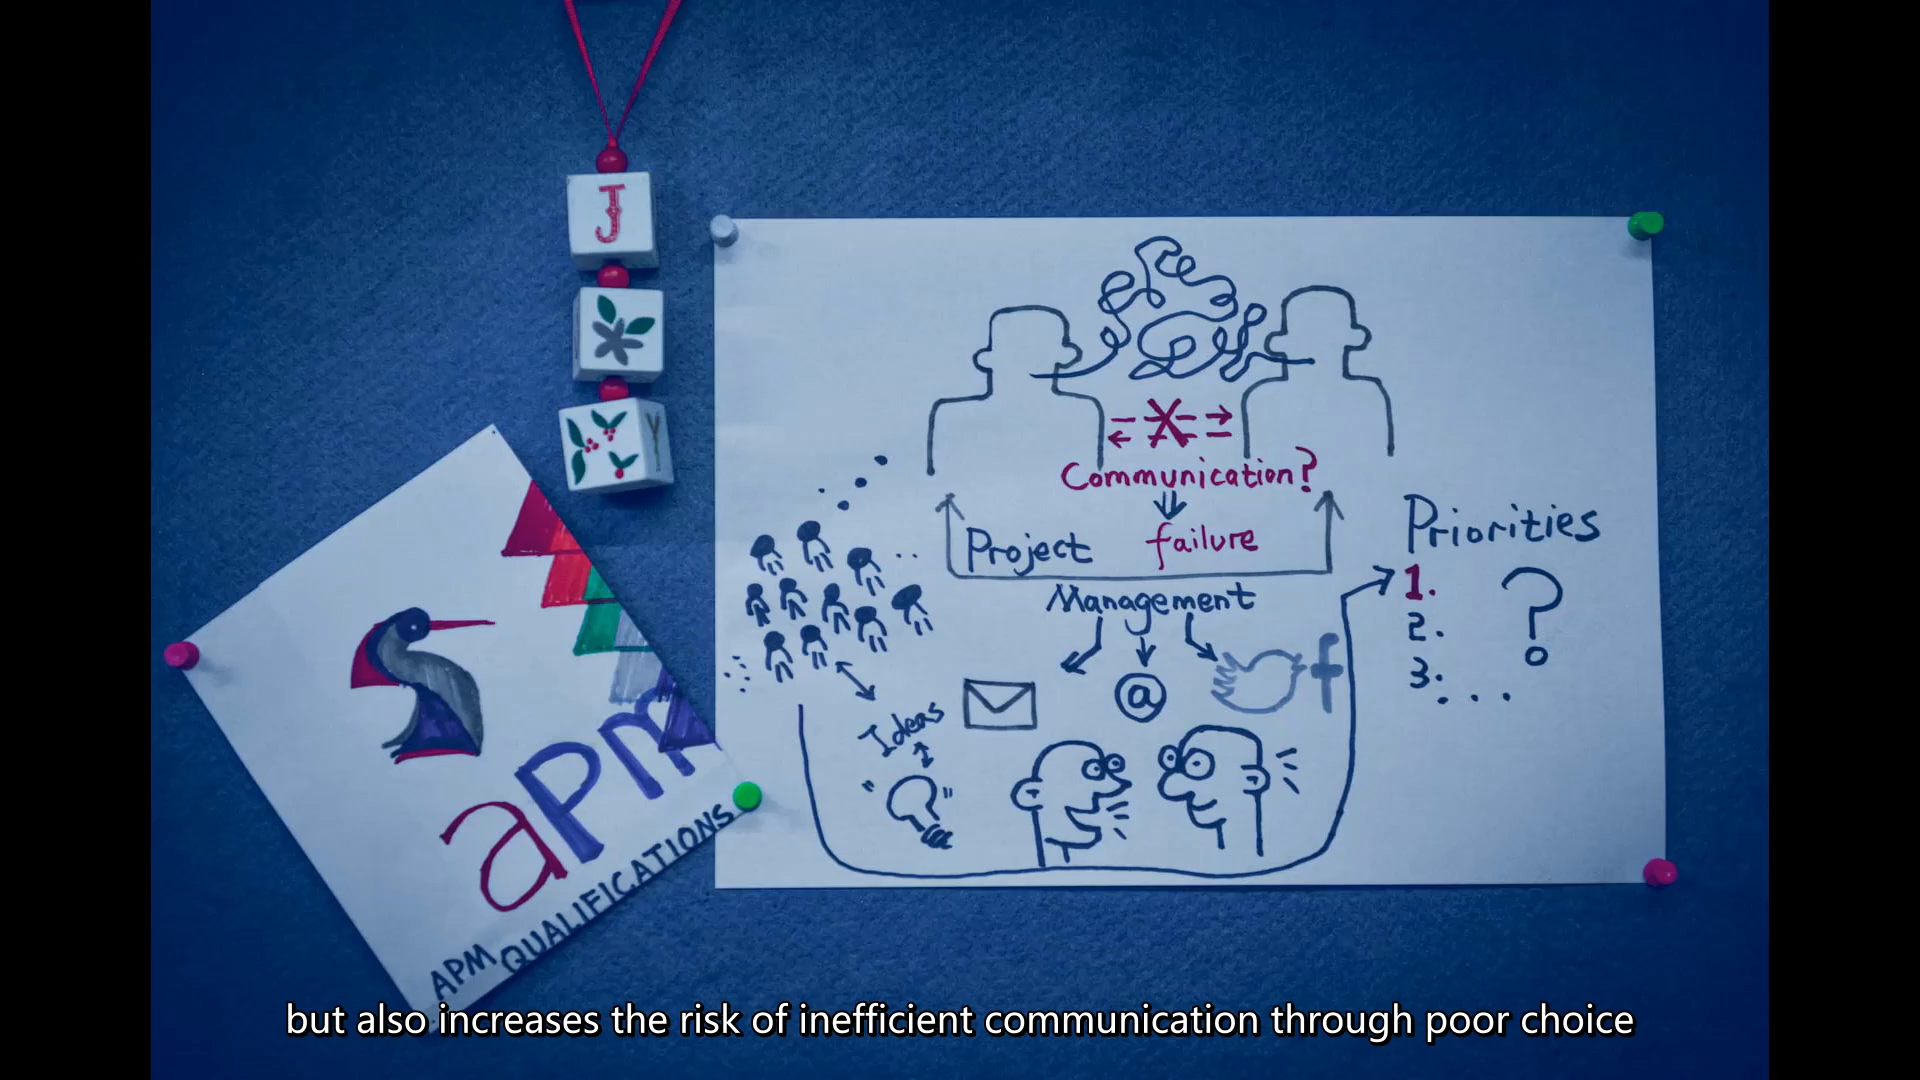 J
Y
Communication?
Project failure
Management
Priorities
1.
2.
3. . . .
?
@
f
Ideas
apm
APM QUALIFICATIONS
but also increases the risk of inefficient communication through poor choice